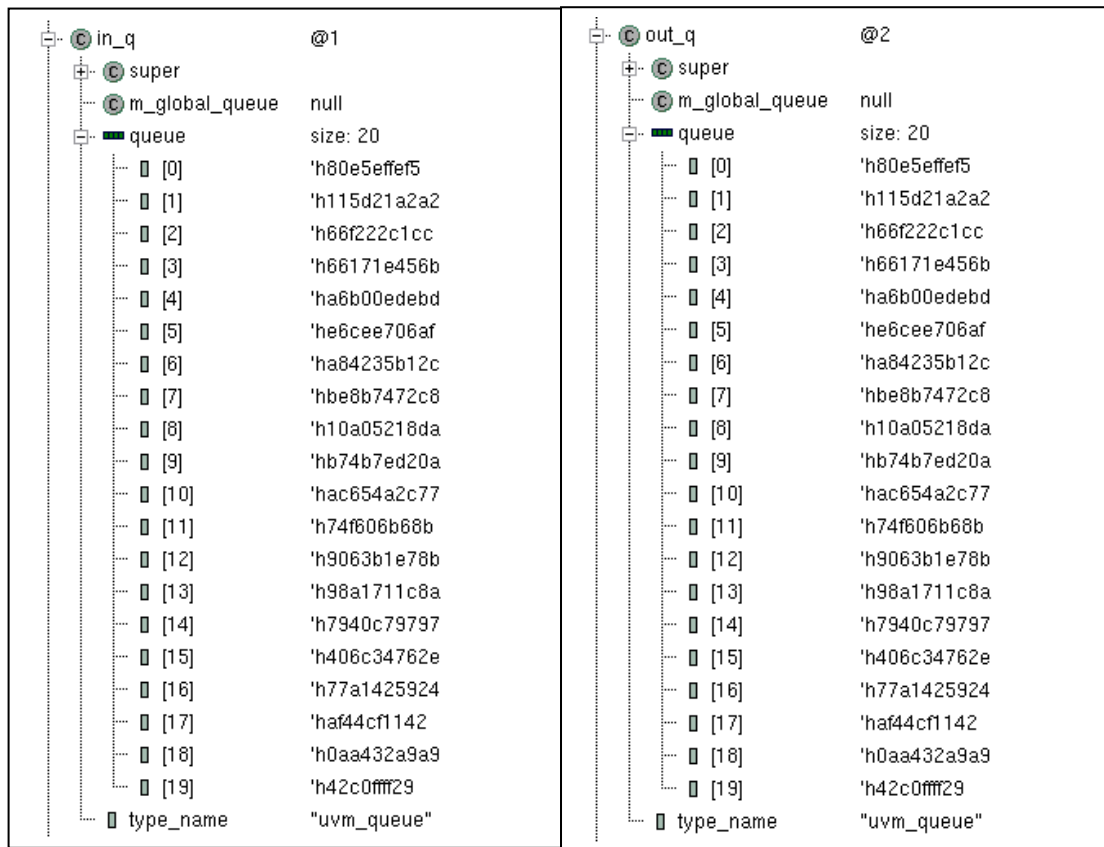 in_q @1
super
m_global_queue null
queue size: 20
[0] 'h80e5effef5
[1] 'h115d21a2a2
[2] 'h66f222c1cc
[3] 'h66171e456b
[4] 'ha6b00edebd
[5] 'he6cee706af
[6] 'ha84235b12c
[7] 'hbe8b7472c8
[8] 'h10a05218da
[9] 'hb74b7ed20a
[10] 'hac654a2c77
[11] 'h74f606b68b
[12] 'h9063b1e78b
[13] 'h98a1711c8a
[14] 'h7940c79797
[15] 'h406c34762e
[16] 'h77a1425924
[17] 'haf44cf1142
[18] 'h0aa432a9a9
[19] 'h42c0ffff29
type_name "uvm_queue"
out_q @2
super
m_global_queue null
queue size: 20
[0] 'h80e5effef5
[1] 'h115d21a2a2
[2] 'h66f222c1cc
[3] 'h66171e456b
[4] 'ha6b00edebd
[5] 'he6cee706af
[6] 'ha84235b12c
[7] 'hbe8b7472c8
[8] 'h10a05218da
[9] 'hb74b7ed20a
[10] 'hac654a2c77
[11] 'h74f606b68b
[12] 'h9063b1e78b
[13] 'h98a1711c8a
[14] 'h7940c79797
[15] 'h406c34762e
[16] 'h77a1425924
[17] 'haf44cf1142
[18] 'h0aa432a9a9
[19] 'h42c0ffff29
type_name "uvm_queue"